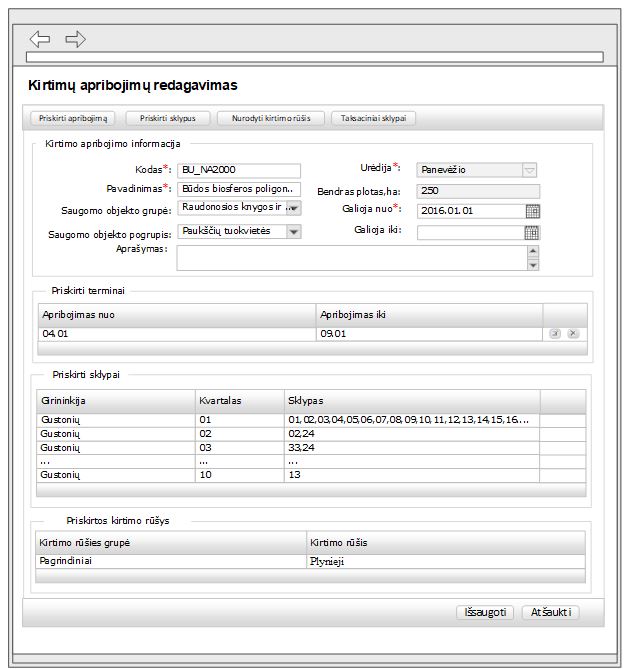 Kirtimų apribojimų redagavimas
Priskirti apribojimą Priskirti sklypus Nurodyti kirtimo rūšis Taksaciniai sklypai
Kirtimo apribojimo informacija
Kodas*: BU_NA2000 Urėdija*: Panevėžio
Pavadinimas*: Būdos biosferos poligon.. Bendras plotas,ha: 250
Saugomo objekto grupė: Raudonosios knygos ir ... Galioja nuo*: 2016.01.01
Saugomo objekto pogrupis: Paukščių tuokvietės Galioja iki:
Aprašymas:
Priskirti terminai
Apribojimas nuo Apribojimas iki
04.01 09.01
Priskirti sklypai
Girininkija Kvartalas Sklypas
Gustonių 01 01,02,03,04,05,06,07,08,09,10,11,12,13,14,15,16....
Gustonių 02 02,24
Gustonių 03 33,24
... ... ...
Gustonių 10 13
Priskirtos kirtimo rūšys
Kirtimo rūšies grupė Kirtimo rūšis
Pagrindiniai Plynieji
Išsaugoti Atšaukti